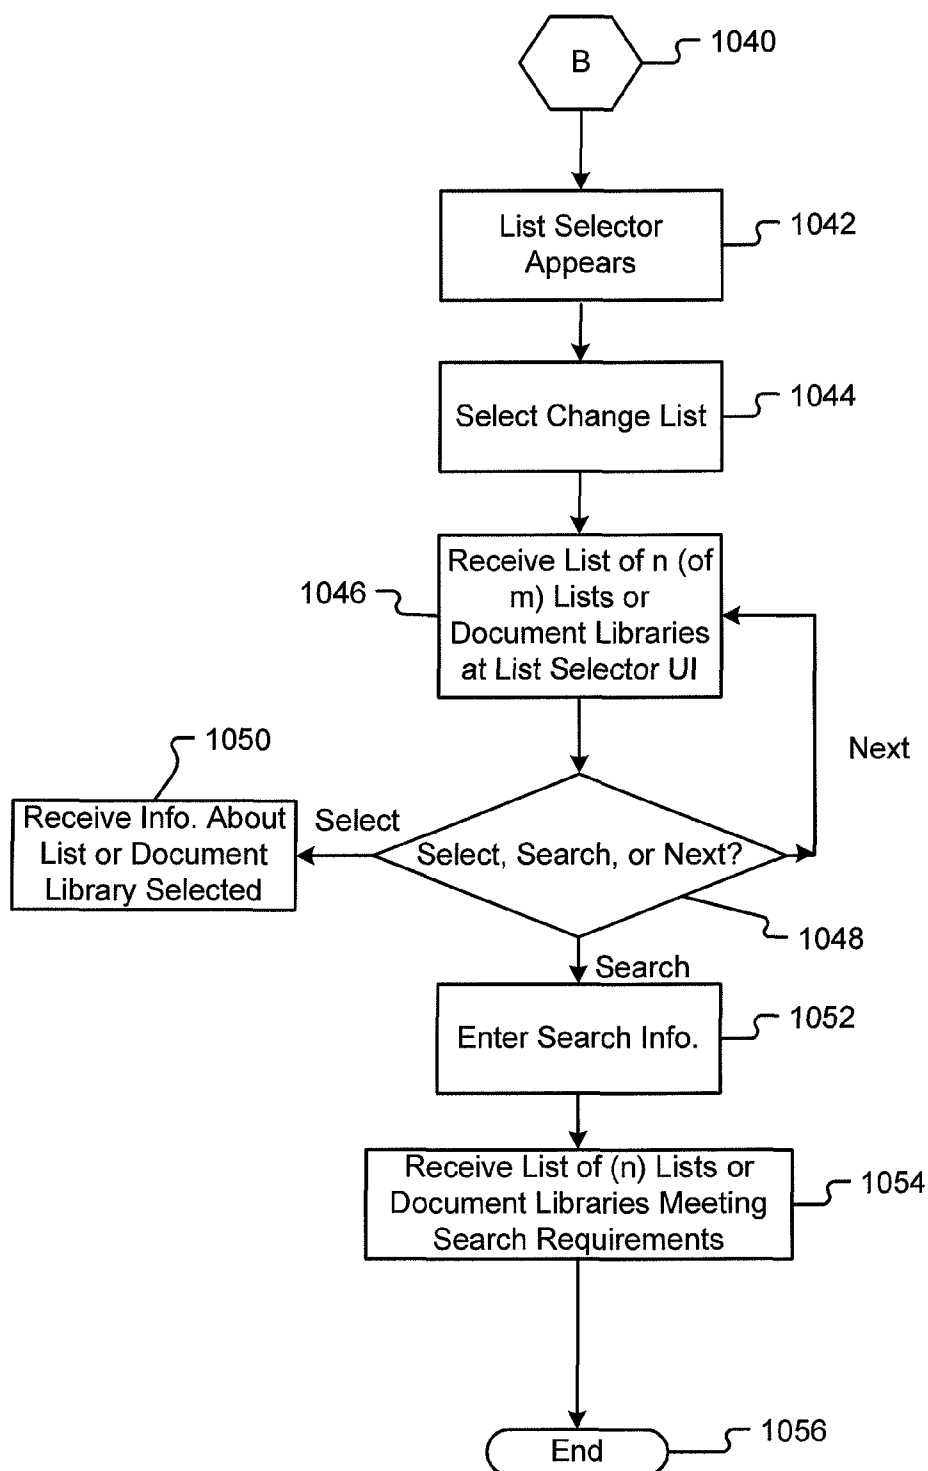 B
1040
List Selector
Appears
1042
Select Change List
1044
Receive List of n (of
m) Lists or
Document Libraries
at List Selector UI
1046
Next
1050
Receive Info. About
List or Document
Library Selected
Select
Select, Search, or Next?
1048
Search
Enter Search Info.
1052
Receive List of (n) Lists or
Document Libraries Meeting
Search Requirements
1054
End
1056